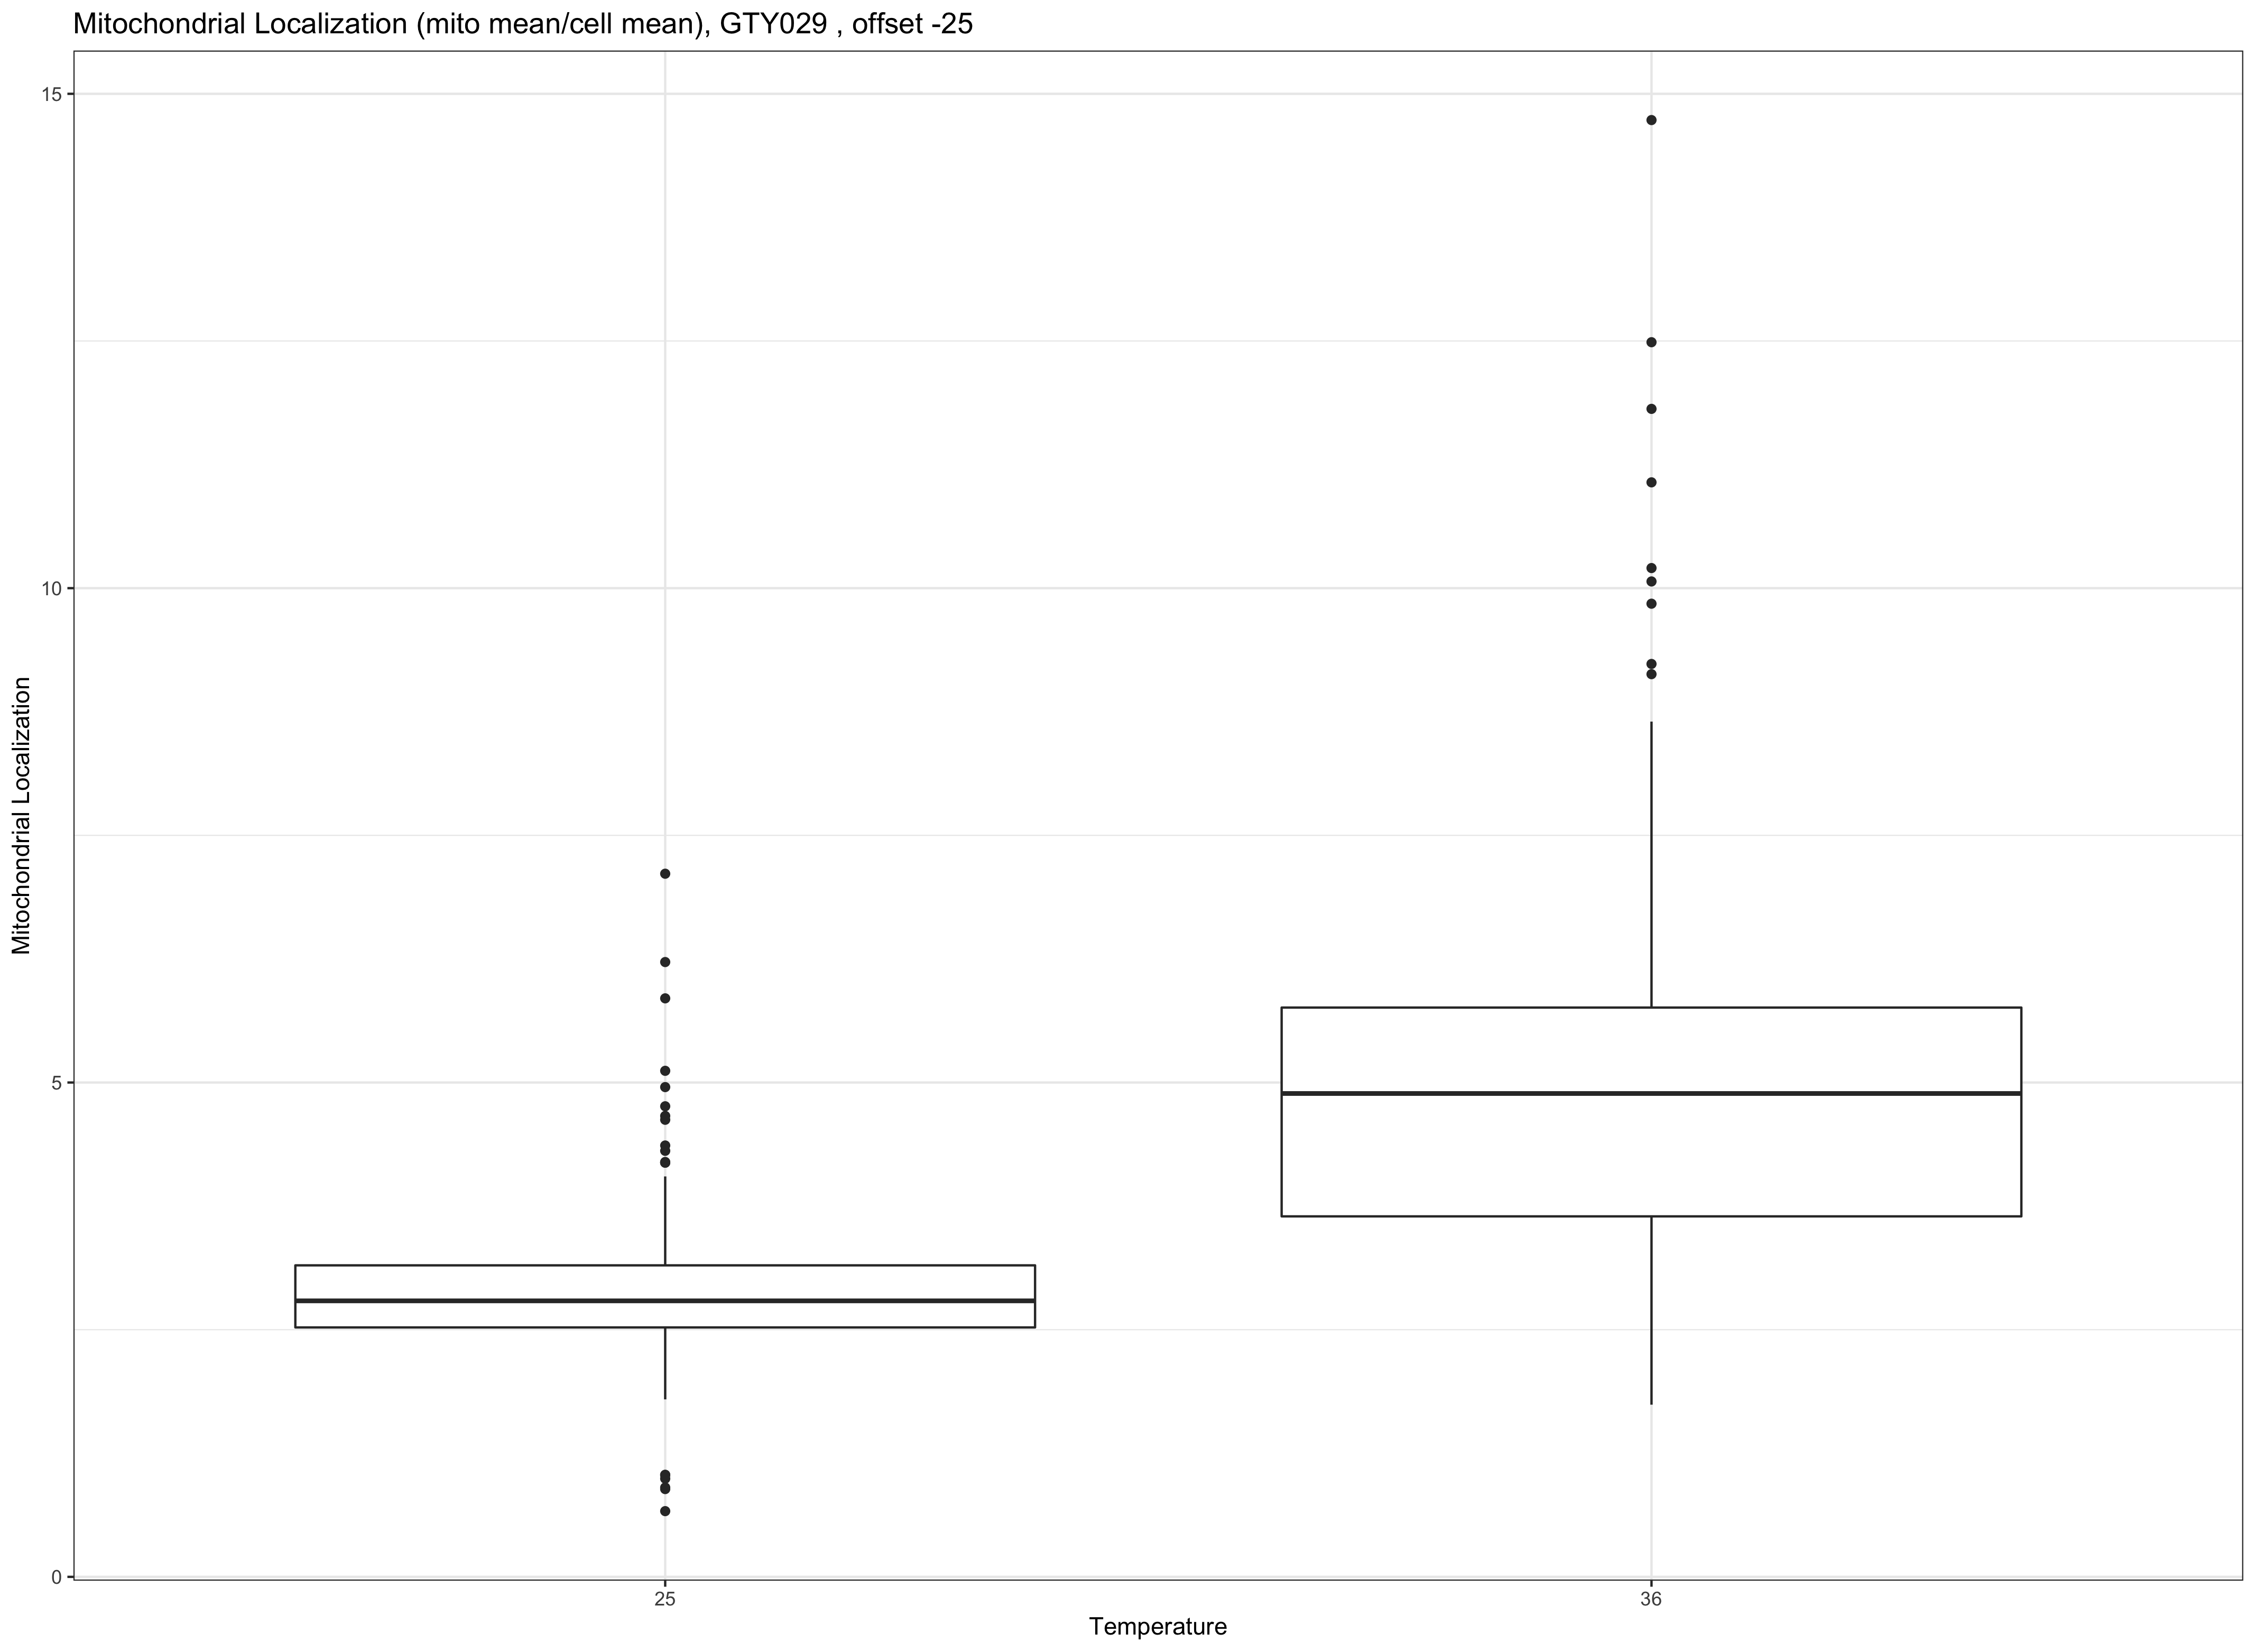 Mitochondrial Localization (mito mean/cell mean), GTY029 , offset -25
15
10
5
0
Mitochondrial Localization
25
36
Temperature